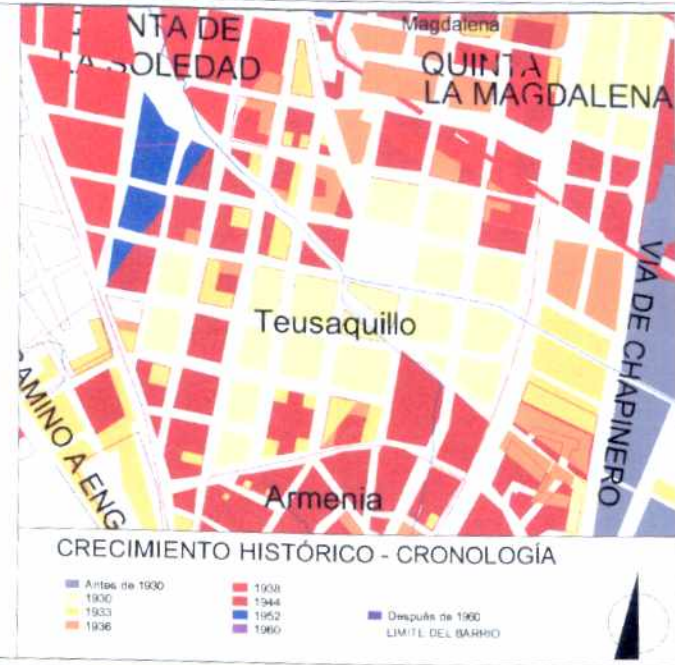 NTA DE
LA SOLEDAD
Magdalena
QUINTA
LA MAGDALENA
VIA DE CHAPINERO
Teusaquillo
CAMINO A ENG
Armenia
CRECIMIENTO HISTÓRICO - CRONOLOGÍA
Antes de 1930
1930
1933
1936
1938
1944
1952
1960
Después de 1960
LIMITE DEL BARRIO